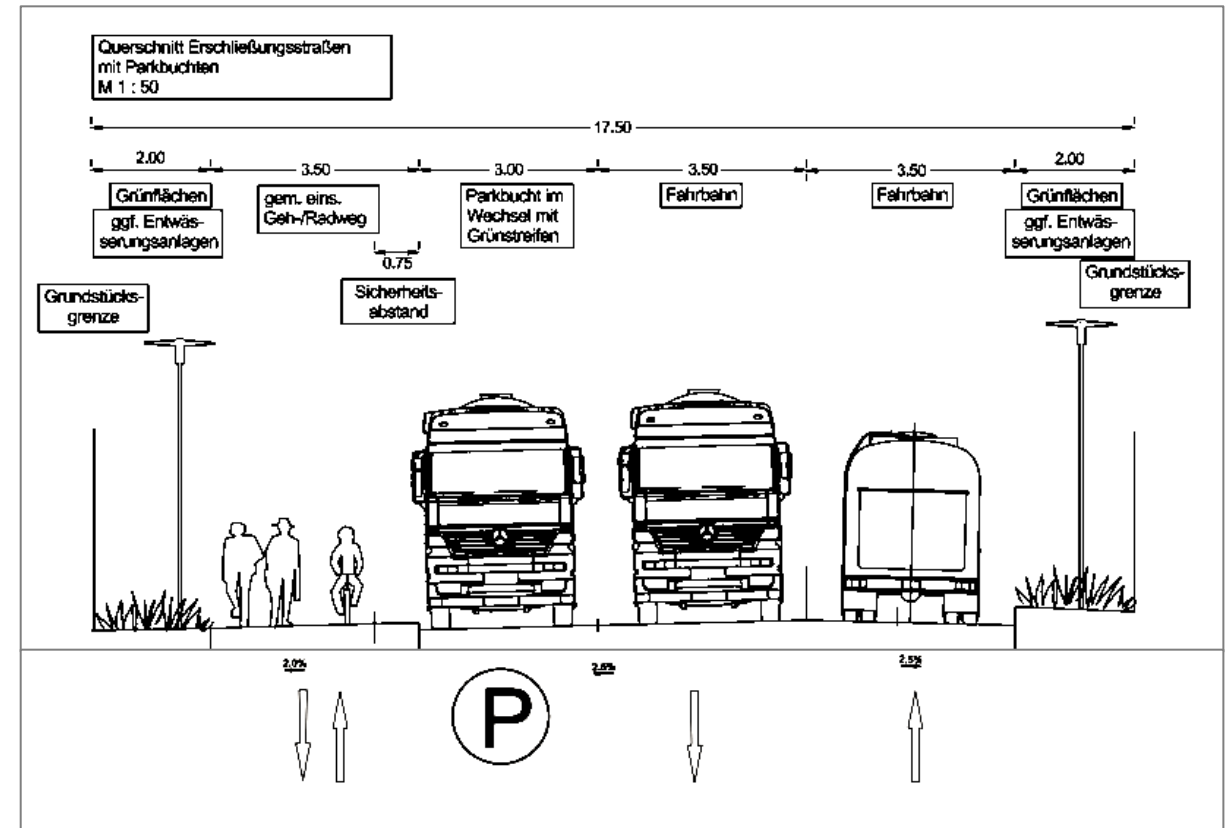 Querschnitt Erschließungsstraßen
mit Parkbuchten
M 1 : 50
17.50
2.00
3.50
3.00
3.50
3.50
2.00
Grünflächen
ggf. Entwäs-
serungsanlagen
gem. eins.
Geh-/Radweg
Parkbucht im
Wechsel mit
Grünstreifen
Fahrbahn
Fahrbahn
Grünflächen
ggf. Entwäs-
serungsanlagen
0.75
Sicherheits-
abstand
Grundstücks-
grenze
Grundstücks-
grenze
2.0%
2.5%
2.5%
P